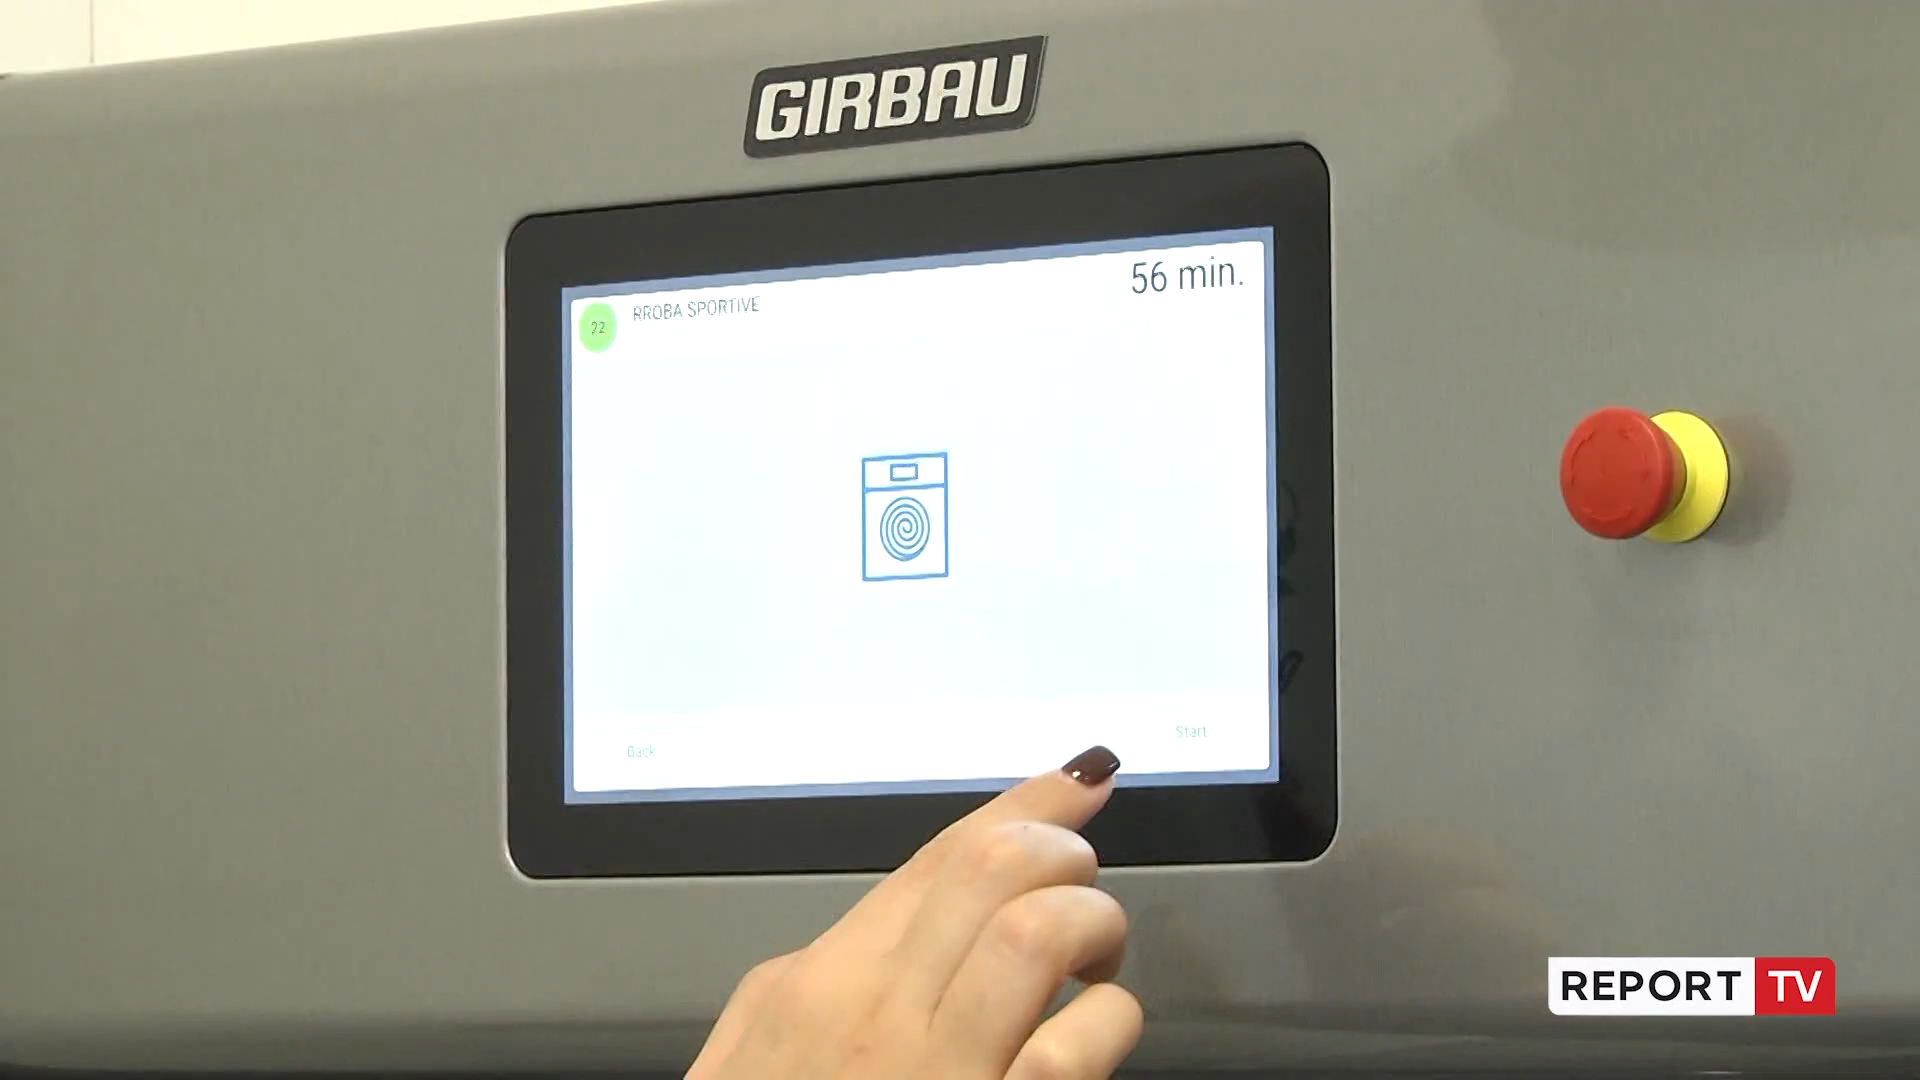 GIRBAU
56 min.
22 RROBA SPORTIVE
Back
Start
REPORT TV